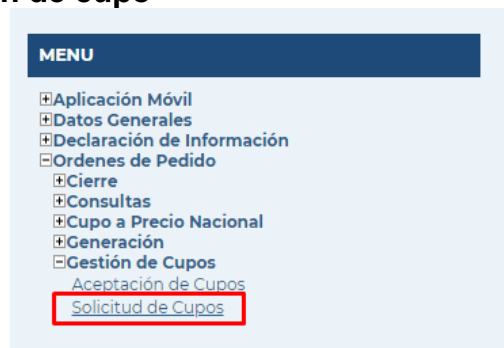 n de cupo
MENU
Aplicación Móvil
Datos Generales
Declaración de Información
Ordenes de Pedido
Cierre
Consultas
Cupo a Precio Nacional
Generación
Gestión de Cupos
Aceptación de Cupos
Solicitud de Cupos